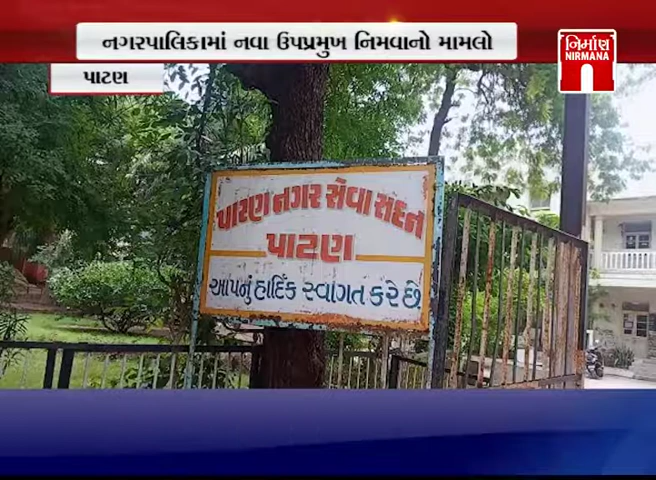 નગરપાલિકામાં નવા ઉપપ્રમુખ નિમવાનો મામલો
નિર્માણ
NIRMANA
પાટણ
પાટણ નગર સેવા સદન
પાટણ
આપનું હાર્દિક સ્વાગત કરે છે